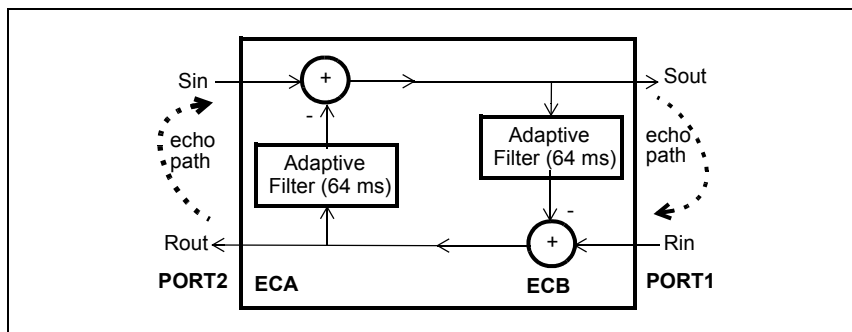 Sin
+
Sout
-
echo
path
Adaptive
Filter (64 ms)
Adaptive
Filter (64 ms)
echo
path
-
Rout
+
Rin
PORT2
ECA
ECB
PORT1